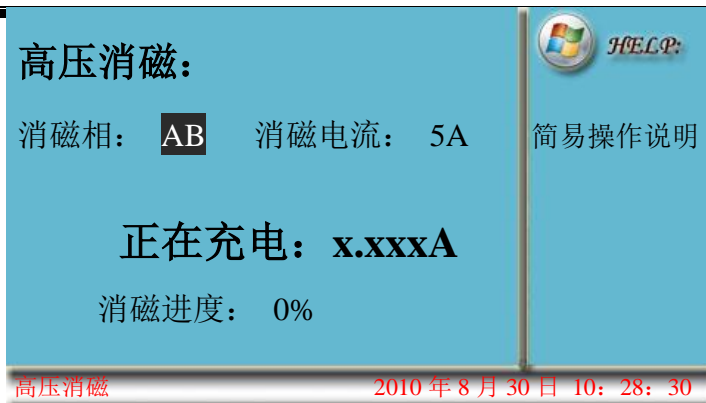 高压消磁：
消磁相： AB 消磁电流： 5A
正在充电：x.xxxA
消磁进度： 0%
HELP:
简易操作说明
高压消磁 2010 年 8 月 30 日 10：28：30